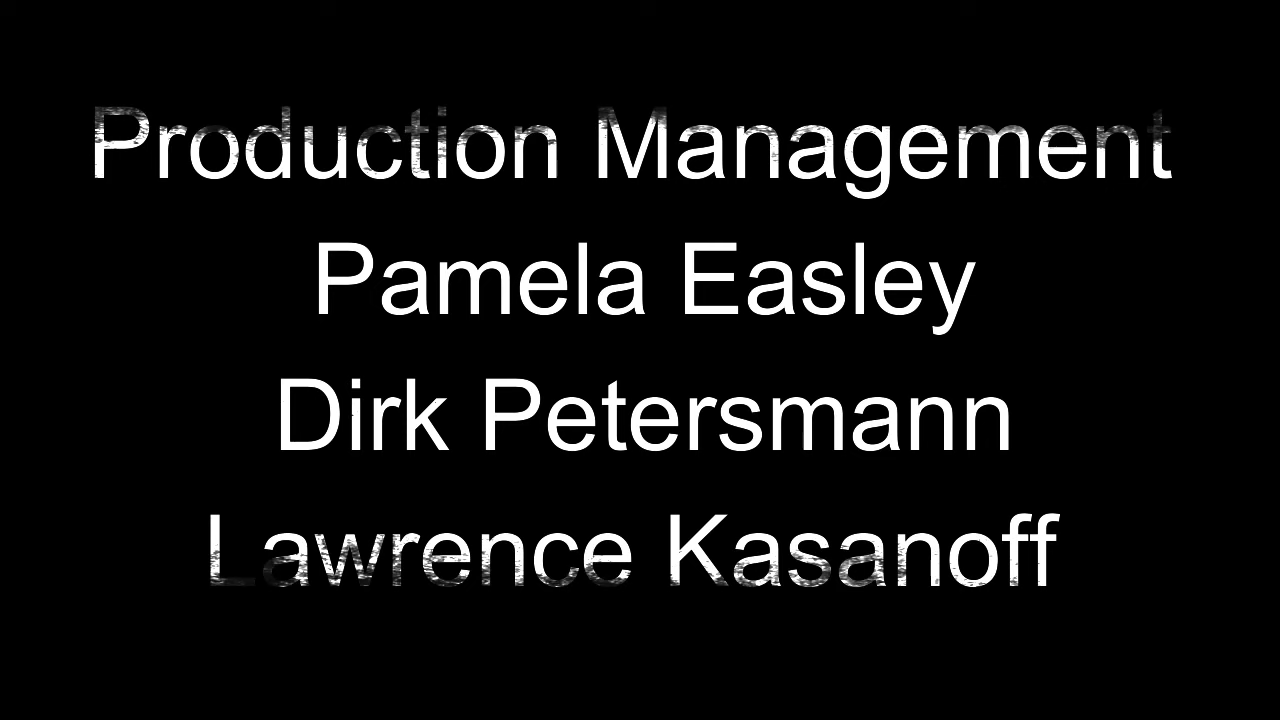 Production Management
Pamela Easley
Dirk Petersmann
Lawrence Kasanoff